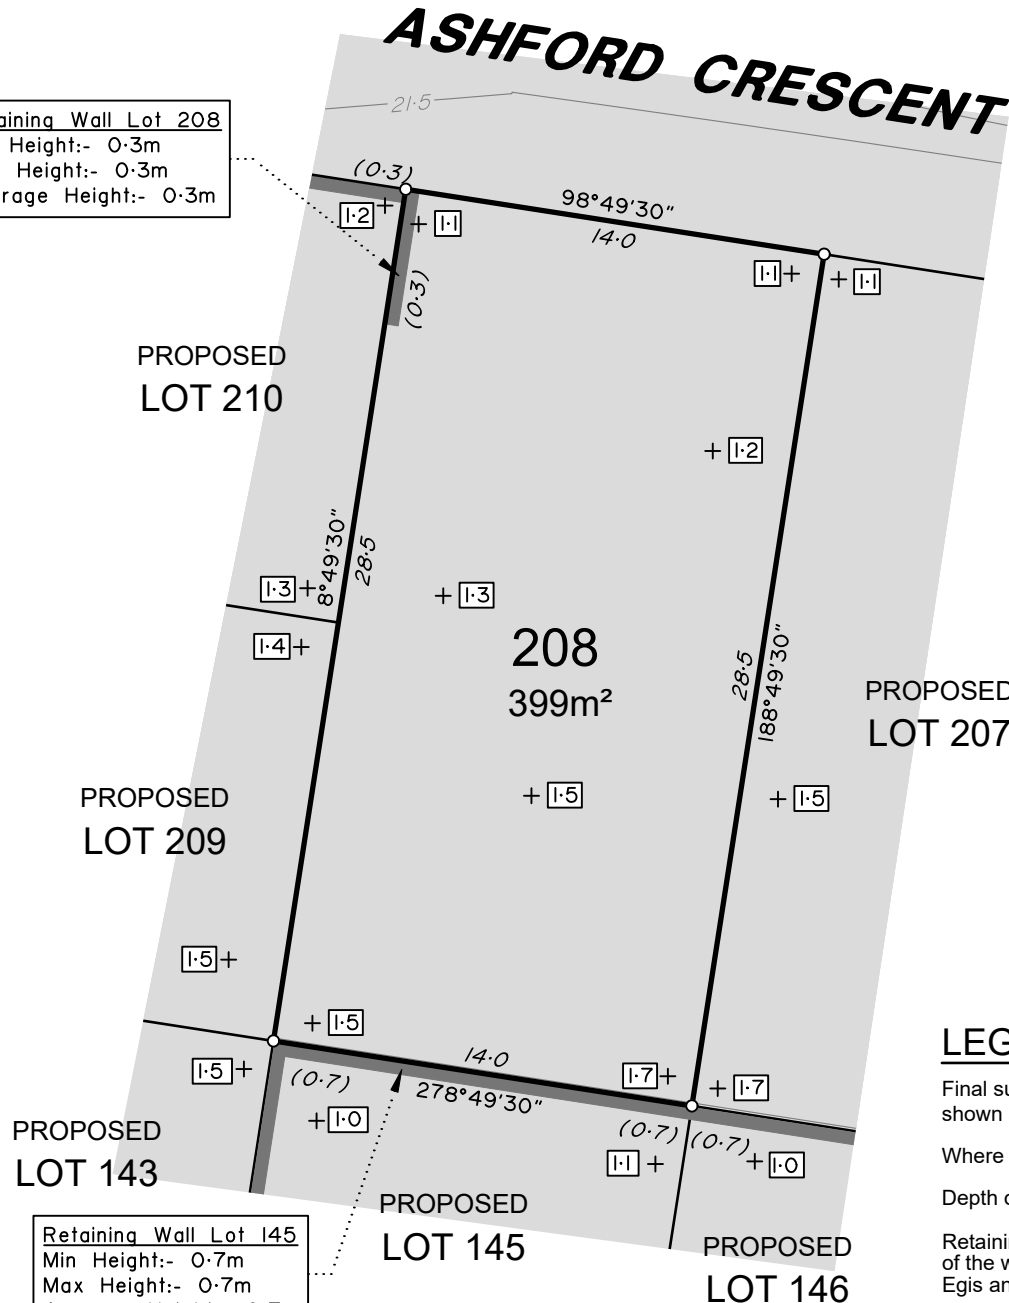 ASHFORD CRESCENT
21·5
Wall Lot 208
Height:- 0·3m
Height:- 0·3m
Height:- 0·3m
(0·3)
1·2
1·1
98°49'30"
14·0
1·1
1·1
(0·3)
PROPOSED
LOT 210
1·2
8°49'30"
28·5
1·3
1·3
1·4
208
399m²
28·5
188°49'30"
PROPOSED
LOT 207
PROPOSED
LOT 209
1·5
1·5
1·5
1·5
1·5
(0·7)
14·0
278°49'30"
1·7
1·7
1·0
(0·7)
(0·7)
1·1
1·0
PROPOSED
LOT 143
PROPOSED
LOT 145
PROPOSED
LOT 146
Retaining Wall Lot 145
Min Height:- 0·7m
Max Height:- 0·7m
Final
shown
Where
Depth
of the
Egis